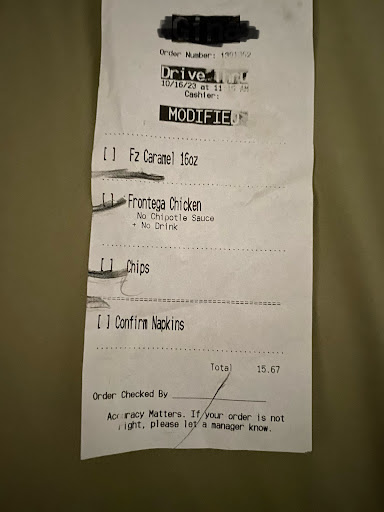 Order Number:
Drive
10/16/23 at 11
Cashier:
MODIFIED
[ ] Fz Caramel 16oz
[ ] Frontega Chicken
No Chipotle Sauce
+ No Drink
[ ] Chips
[ ] Confirm Napkins
Total 15.67
Order Checked By
Accuracy Matters. If your order is not
right, please let a manager know.